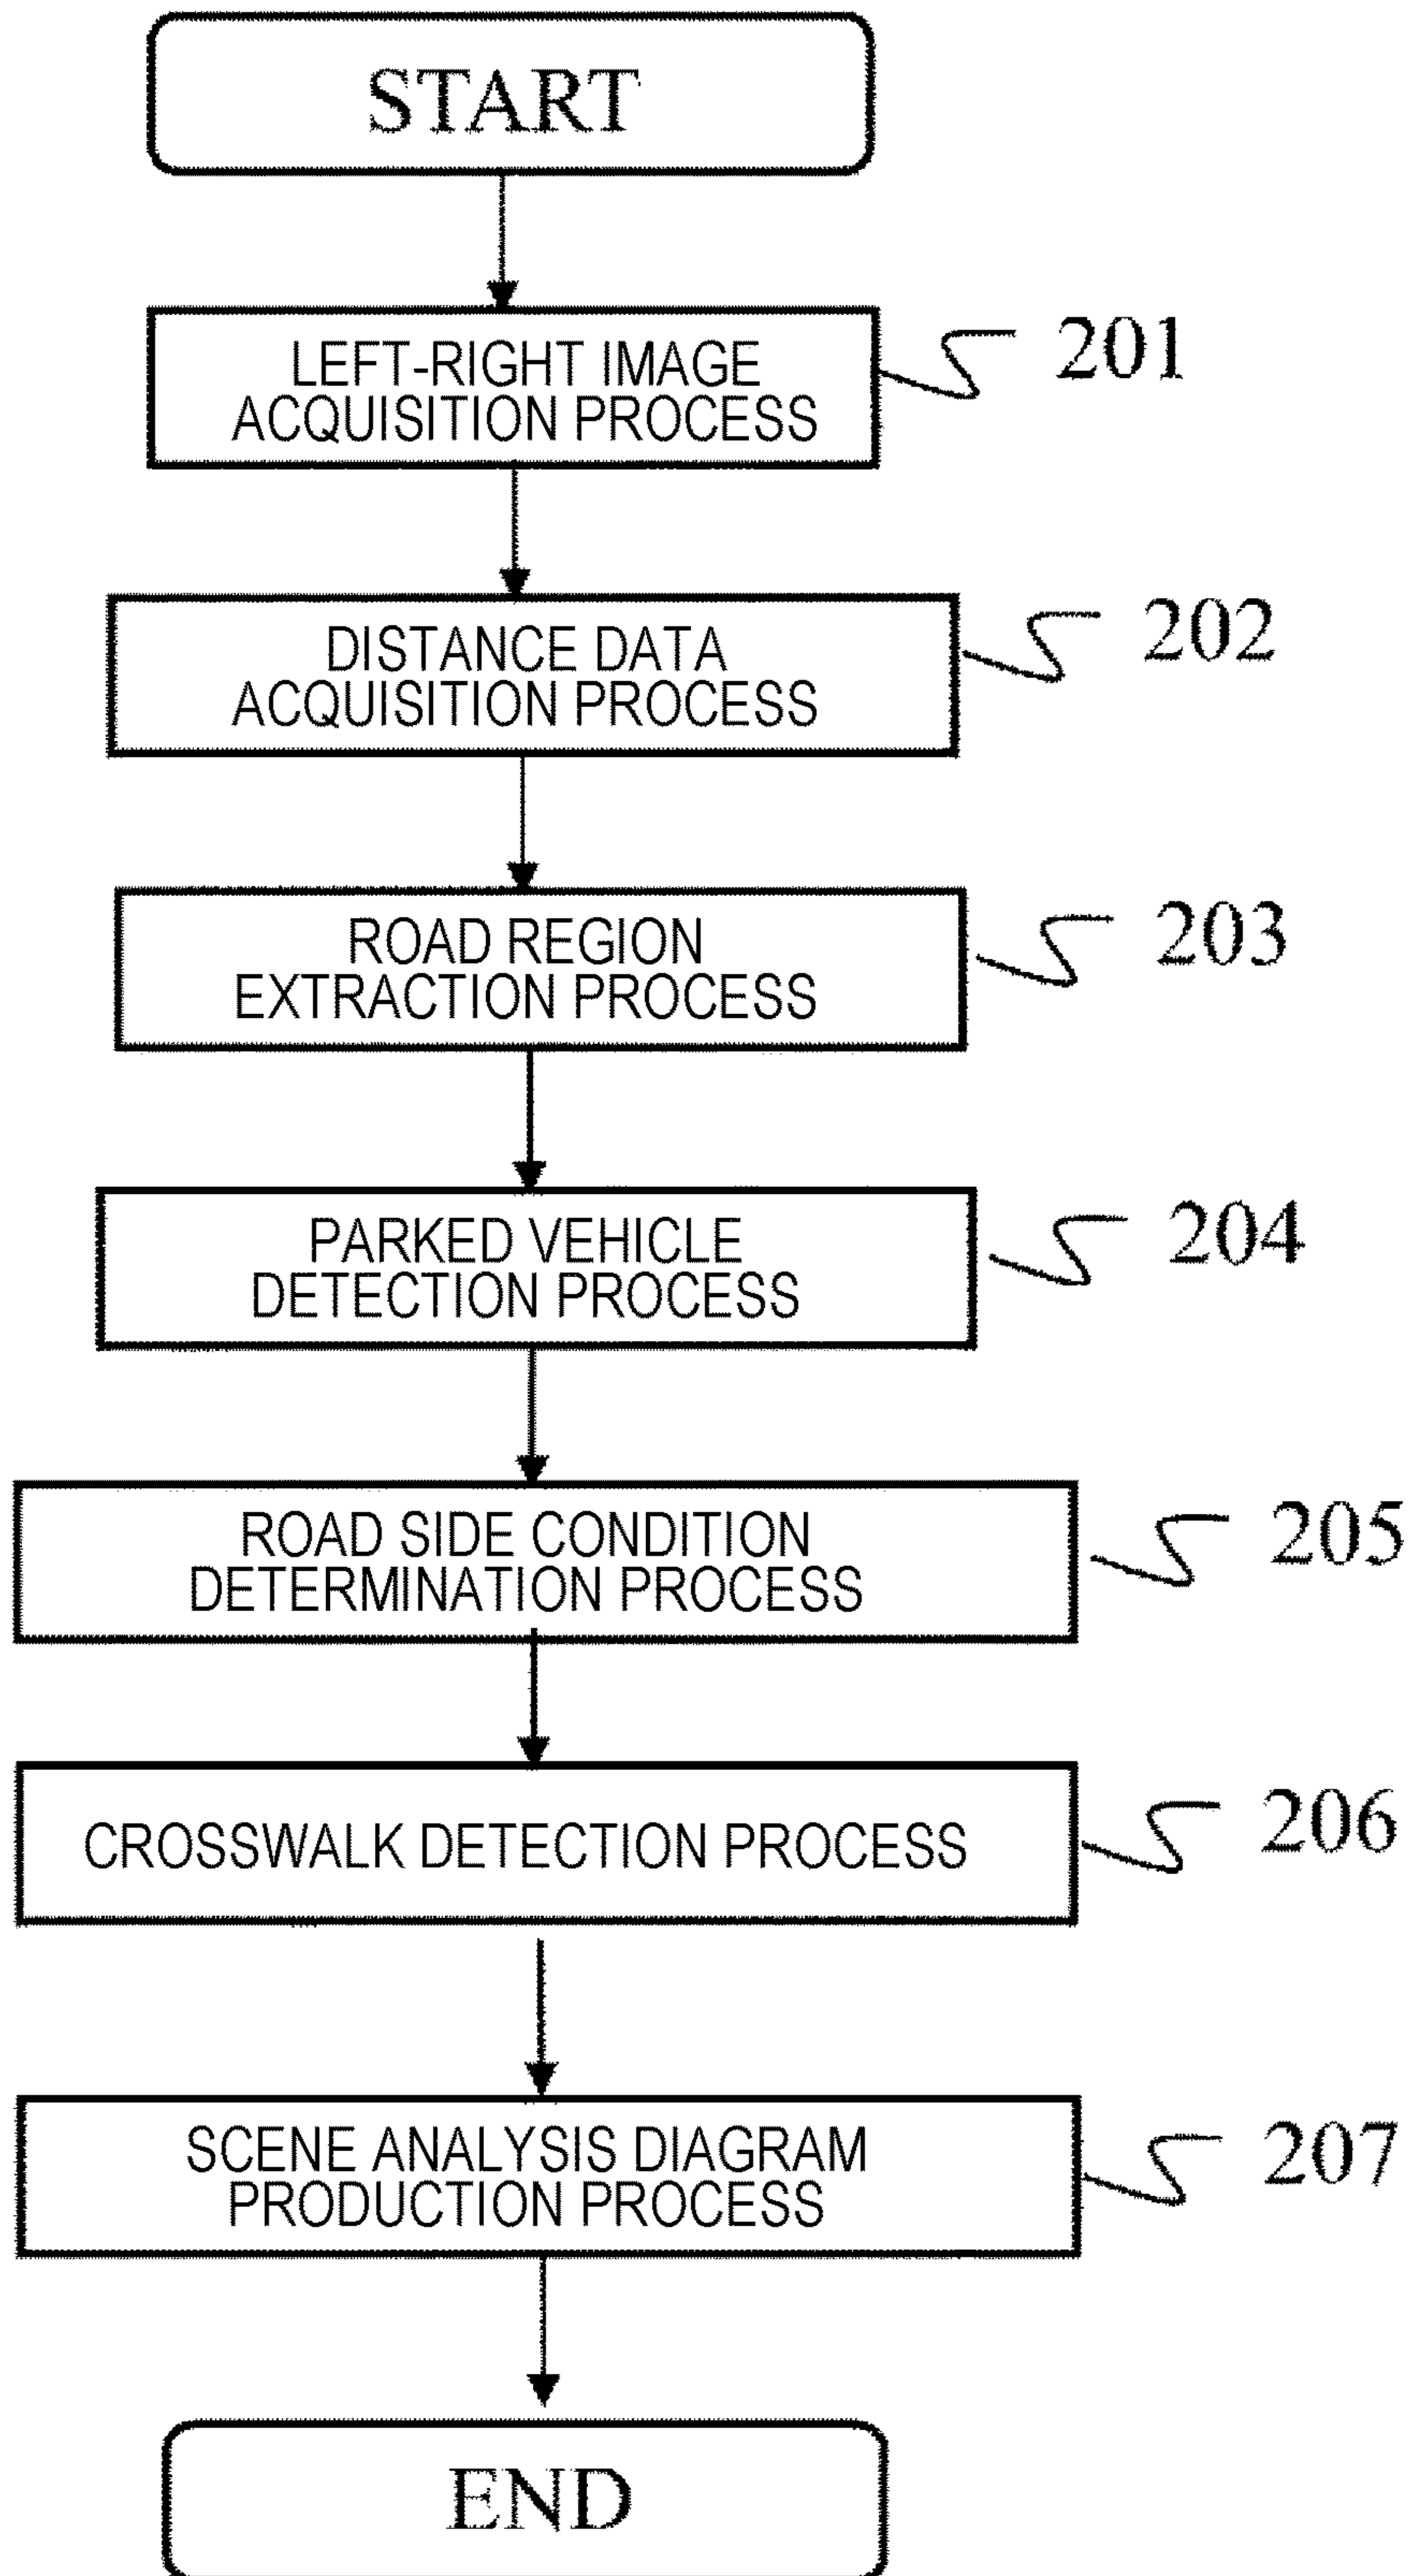 START
LEFT-RIGHT IMAGE
ACQUISITION PROCESS
201
DISTANCE DATA
ACQUISITION PROCESS
202
ROAD REGION
EXTRACTION PROCESS
203
PARKED VEHICLE
DETECTION PROCESS
204
ROAD SIDE CONDITION
DETERMINATION PROCESS
205
CROSSWALK DETECTION PROCESS
206
SCENE ANALYSIS DIAGRAM
PRODUCTION PROCESS
207
END